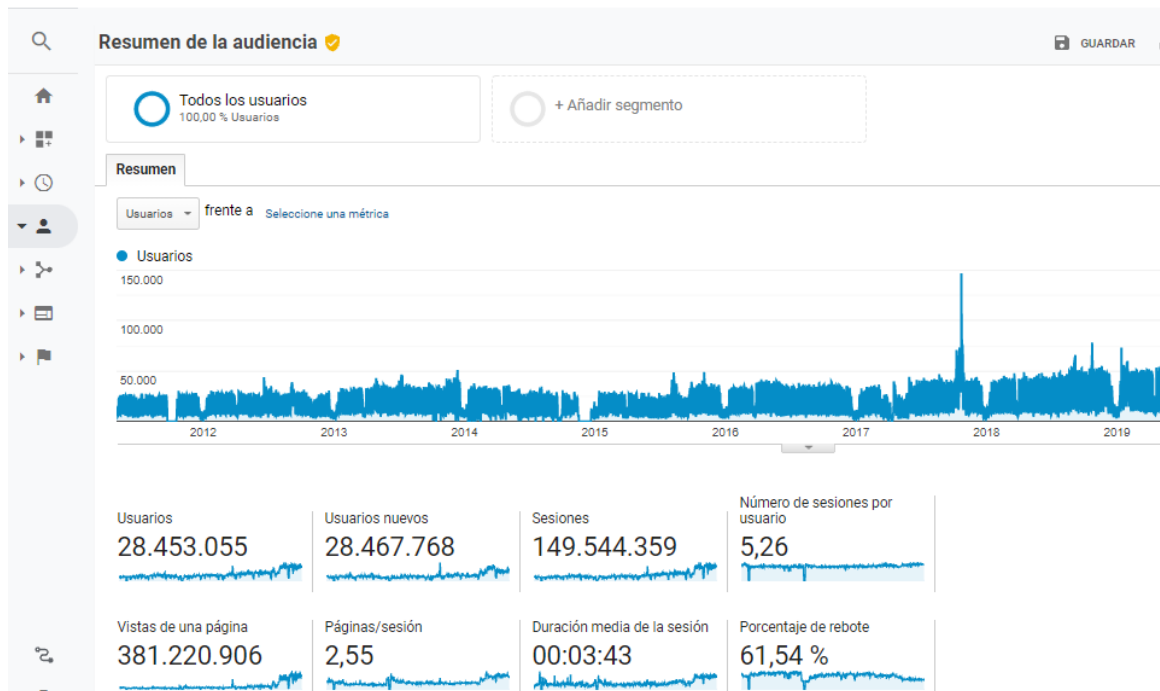 Resumen de la audiencia
GUARDAR
Todos los usuarios
100,00 % Usuarios
+ Añadir segmento
Resumen
Usuarios frente a Seleccione una métrica
Usuarios
150.000
100.000
50.000
2012 2013 2014 2015 2016 2017 2018 2019
Usuarios
28.453.055
Usuarios nuevos
28.467.768
Sesiones
149.544.359
Número de sesiones por
usuario
5,26
Vistas de una página
381.220.906
Páginas/sesión
2,55
Duración media de la sesión
00:03:43
Porcentaje de rebote
61,54 %